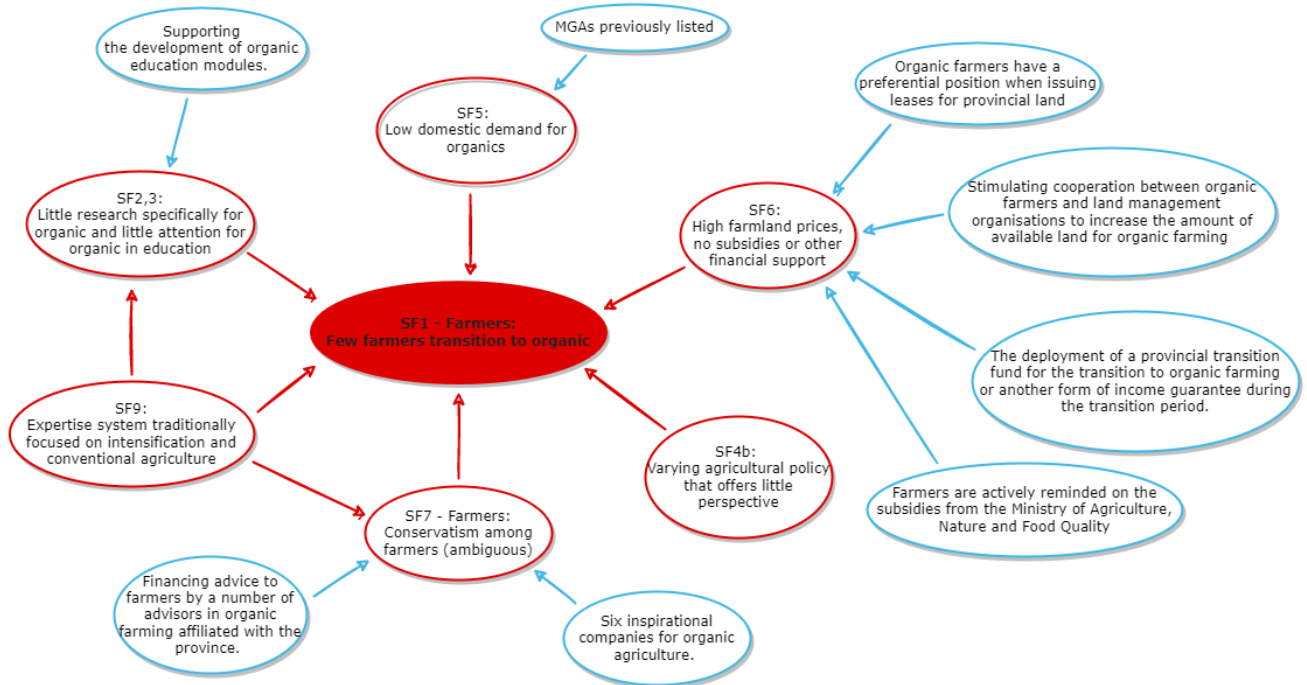 Supporting
the development of organic
education modules.
MGAs previously listed
Organic farmers have a
preferential position when issuing
leases for provincial land
SF5:
Low domestic demand for
organics
SF2,3:
Little research specifically for
organic and little attention for
organic in education
SF6:
High farmland prices,
no subsidies or other
financial support
Stimulating cooperation between organic
farmers and land management
organisations to increase the amount of
available land for organic farming
SF1 - Farmers:
Few farmers transition to organic
The deployment of a provincial transition
fund for the transition to organic farming
or another form of income guarantee during
the transition period.
SF9:
Expertise system traditionally
focused on intensification and
conventional agriculture
SF4b:
Varying agricultural policy
that offers little
perspective
SF7 - Farmers:
Conservatism among
farmers (ambiguous)
Farmers are actively reminded on the
subsidies from the Ministry of Agriculture,
Nature and Food Quality
Financing advice to
farmers by a number of
advisors in organic
farming affiliated with the
province.
Six inspirational
companies for organic
agriculture.